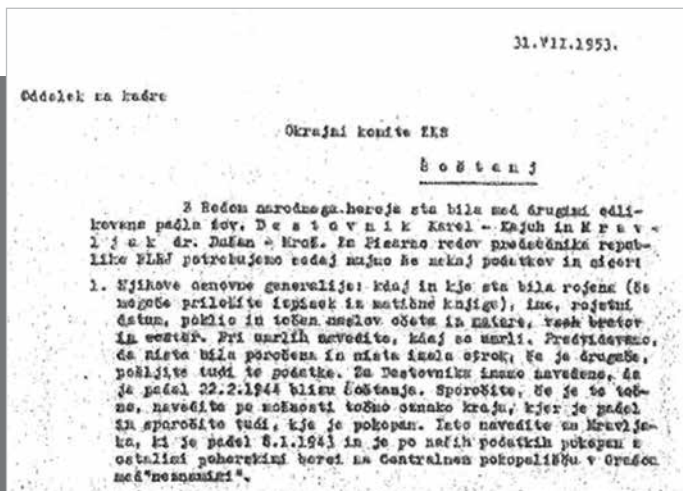 31.VII.1953.
Oddelek za kadre
Okrajni komite ZKS
Š o š t a n j
Z Redom narodnega heroja sta bila med drugimi odli-
kovana padla tov. D e s t o v n i k Karel - Kajuh in K r a v -
l j a k dr. Dušan - Mrož. Za Pisarno redov predsednika repub-
like FLRJ potrebujemo sedaj nujno še nekaj podatkov in sicer:
1. Njihove osnovne generalije: kdaj in kje sta bila rojena (če
mogoče priložite izpisek iz matične knjige), ime, rojstni
datum, poklic in točen naslov očeta in matere, vseh bratov
in sester. Pri umrlih navedite, kdaj so umrli. Predvidevamo,
da nista bila poročena in nista imela otrok, če je drugače,
pošljite tudi te podatke. Za Destovnika imamo navedeno, da
je padel 22.2.1944 blizu Šoštanja. Sporočite, če je to toč-
no, navedite po možnosti točno oznako kraja, kjer je padel
in sporočite tudi, kje je pokopan. Isto navedite za Kravlja-
ka, ki je padel 8.1.1943 in je po naših podatkih pokopan z
ostalimi pohorskimi borci na Centralnem pokopališču v Gradcu
med "neznanimi".